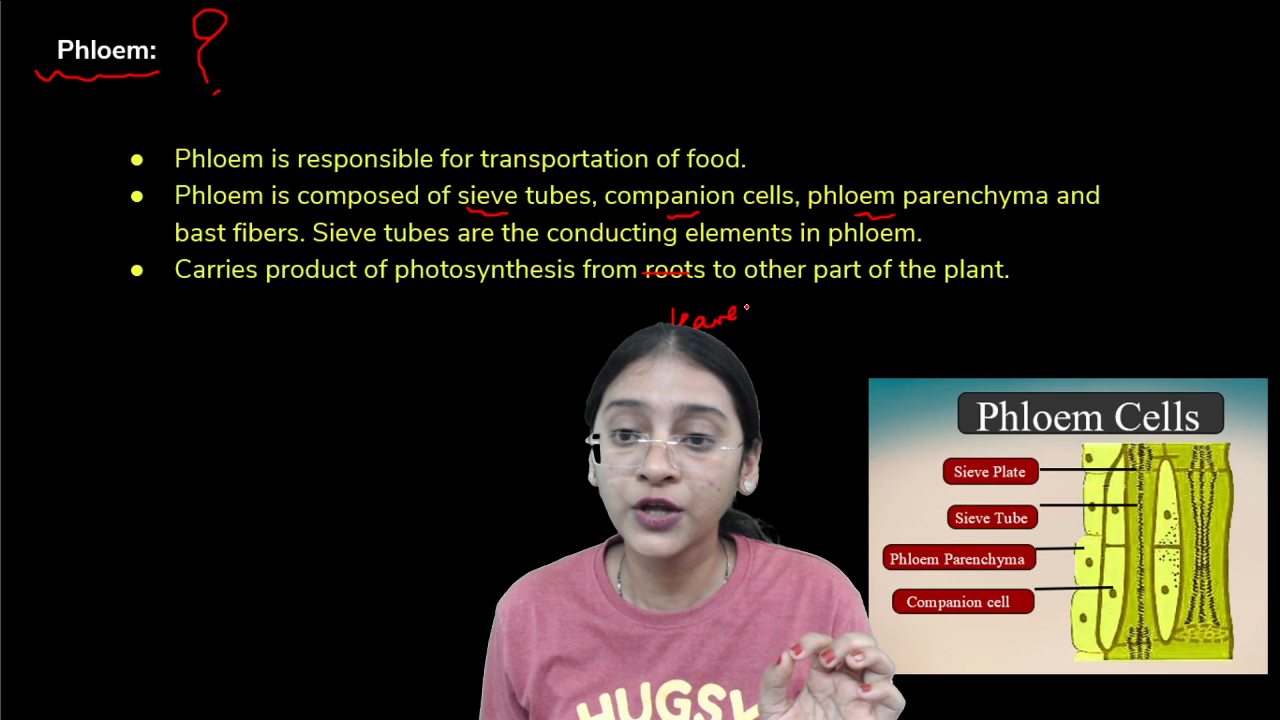 Phloem:
● Phloem is responsible for transportation of food.
● Phloem is composed of sieve tubes, companion cells, phloem parenchyma and
bast fibers. Sieve tubes are the conducting elements in phloem.
● Carries product of photosynthesis from roots to other part of the plant.
leave
Phloem Cells
Sieve Plate
Sieve Tube
Phloem Parenchyma
Companion cell